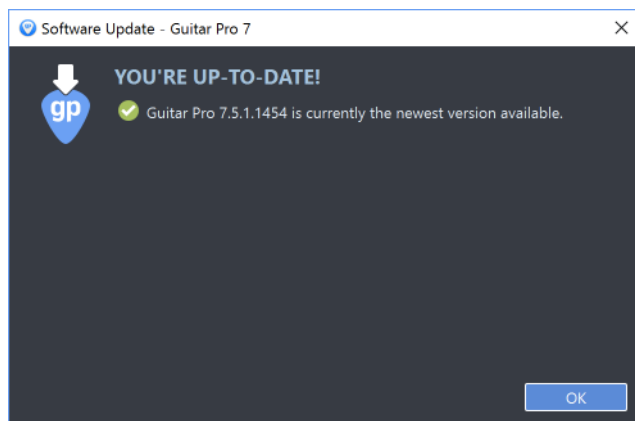 Software Update - Guitar Pro 7
gp
YOU'RE UP-TO-DATE!
Guitar Pro 7.5.1.1454 is currently the newest version available.
OK